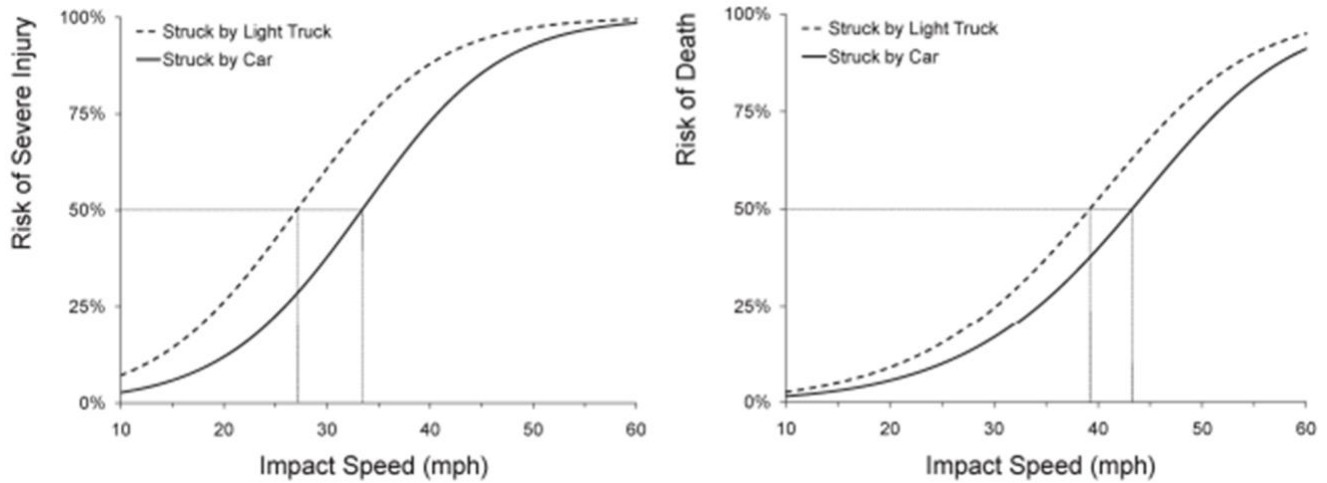 Risk of Severe Injury
100%
75%
50%
25%
0%
Struck by Light Truck
Struck by Car
10 20 30 40 50 60
Impact Speed (mph)
Risk of Death
100%
75%
50%
25%
0%
Struck by Light Truck
Struck by Car
10 20 30 40 50 60
Impact Speed (mph)